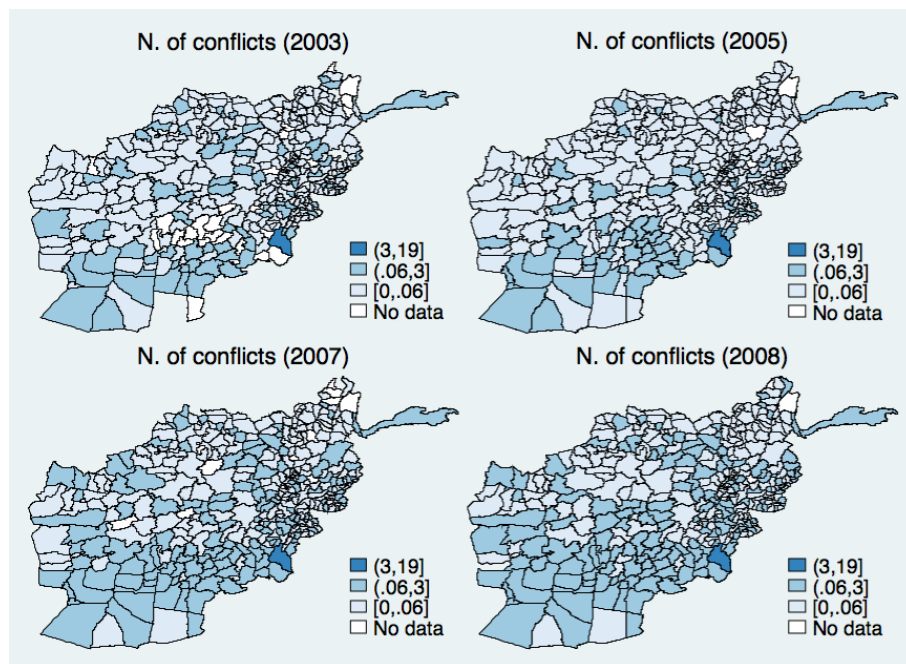 N. of conflicts (2003)
(3,19]
(.06,3]
[0,.06]
No data
N. of conflicts (2005)
(3,19]
(.06,3]
[0,.06]
No data
N. of conflicts (2007)
(3,19]
(.06,3]
[0,.06]
No data
N. of conflicts (2008)
(3,19]
(.06,3]
[0,.06]
No data